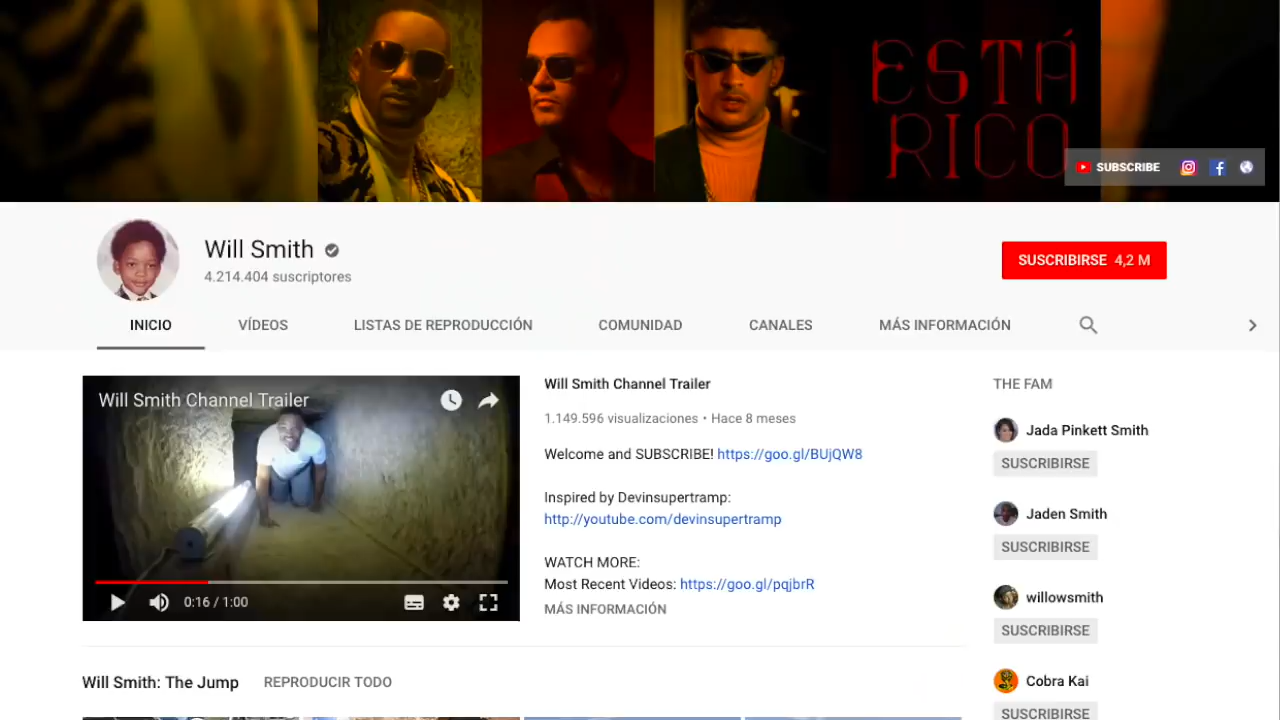 ESTÁ
RICO
SUBSCRIBE
Will Smith
4.214.404 suscriptores
SUSCRIBIRSE 4,2 M
INICIO
VÍDEOS
LISTAS DE REPRODUCCIÓN
COMUNIDAD
CANALES
MÁS INFORMACIÓN
Will Smith Channel Trailer
0:16 / 1:00
Will Smith Channel Trailer
1.149.596 visualizaciones • Hace 8 meses
Welcome and SUBSCRIBE! https://goo.gl/BUjQW8
Inspired by Devinsupertramp:
http://youtube.com/devinsupertramp
WATCH MORE:
Most Recent Videos: https://goo.gl/pqjbrR
MÁS INFORMACIÓN
THE FAM
Jada Pinkett Smith
SUSCRIBIRSE
Jaden Smith
SUSCRIBIRSE
willowsmith
SUSCRIBIRSE
Cobra Kai
SUSCRIBIRSE
Will Smith: The Jump
REPRODUCIR TODO